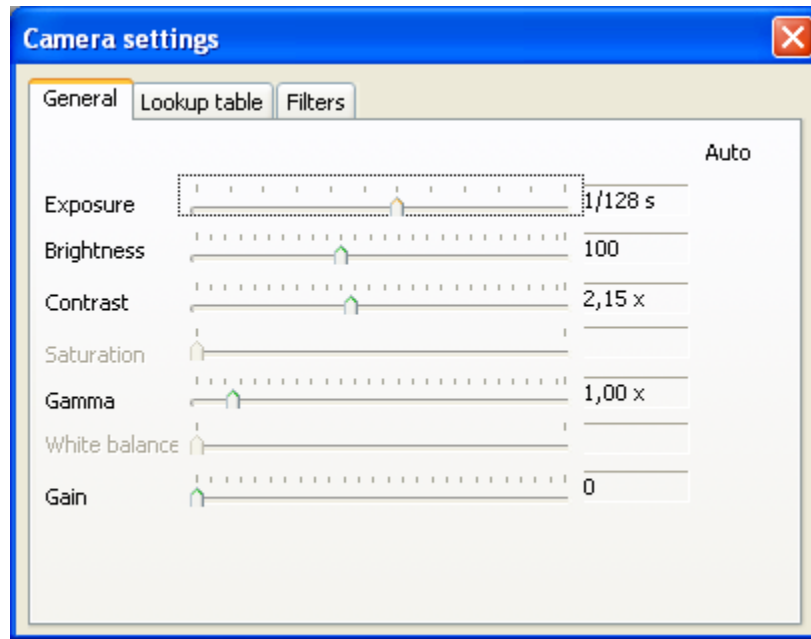 Camera settings
General Lookup table Filters
Auto
Exposure 1/128 s
Brightness 100
Contrast 2,15 x
Saturation
Gamma 1,00 x
White balance
Gain 0